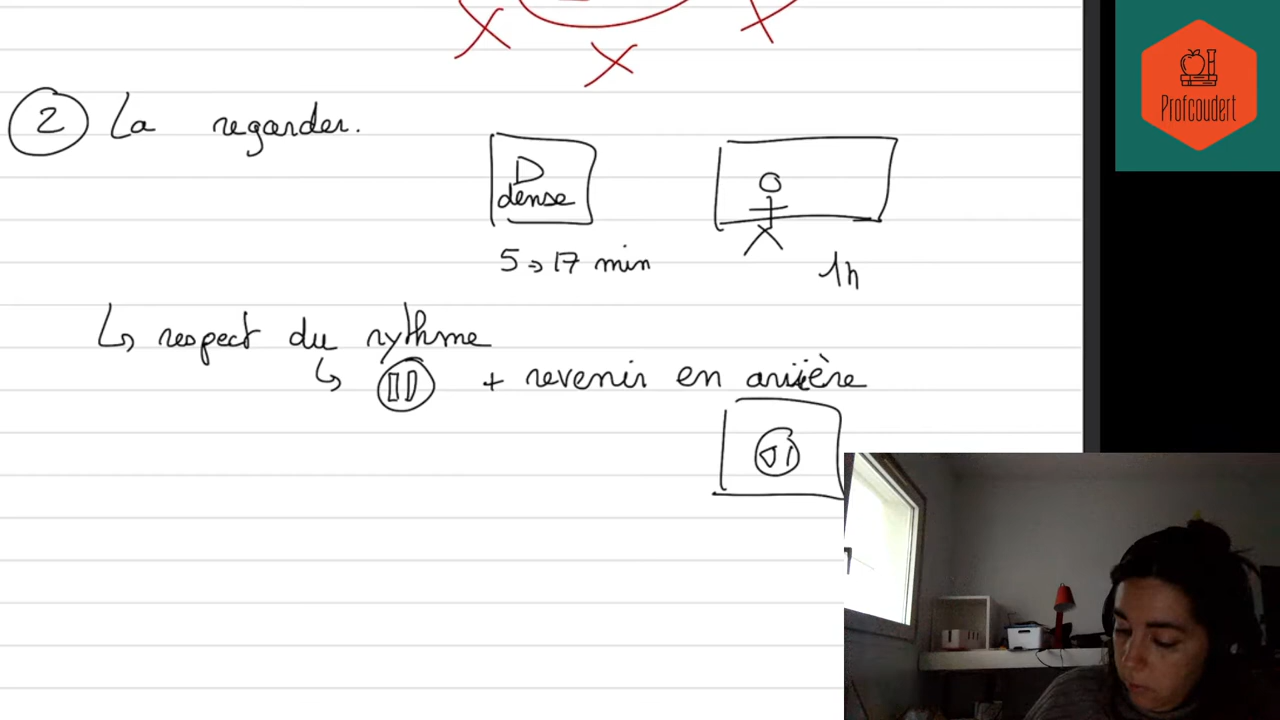 Profcoudert
2 La regarder.
D
dense
5 → 17 min
1h
↳ respect du rythme
↳ + revenir en arrière